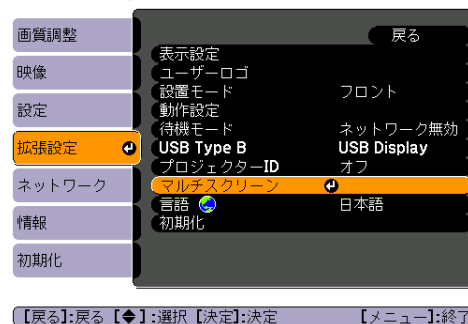 画質調整
映像
設定
拡張設定
ネットワーク
情報
初期化
戻る
表示設定
ユーザーロゴ
設置モード フロント
動作設定
待機モード ネットワーク無効
USB Type B USB Display
プロジェクターID オフ
マルチスクリーン
言語 日本語
初期化
【戻る】:戻る 【◆】:選択 【決定】:決定 【メニュー】:終了